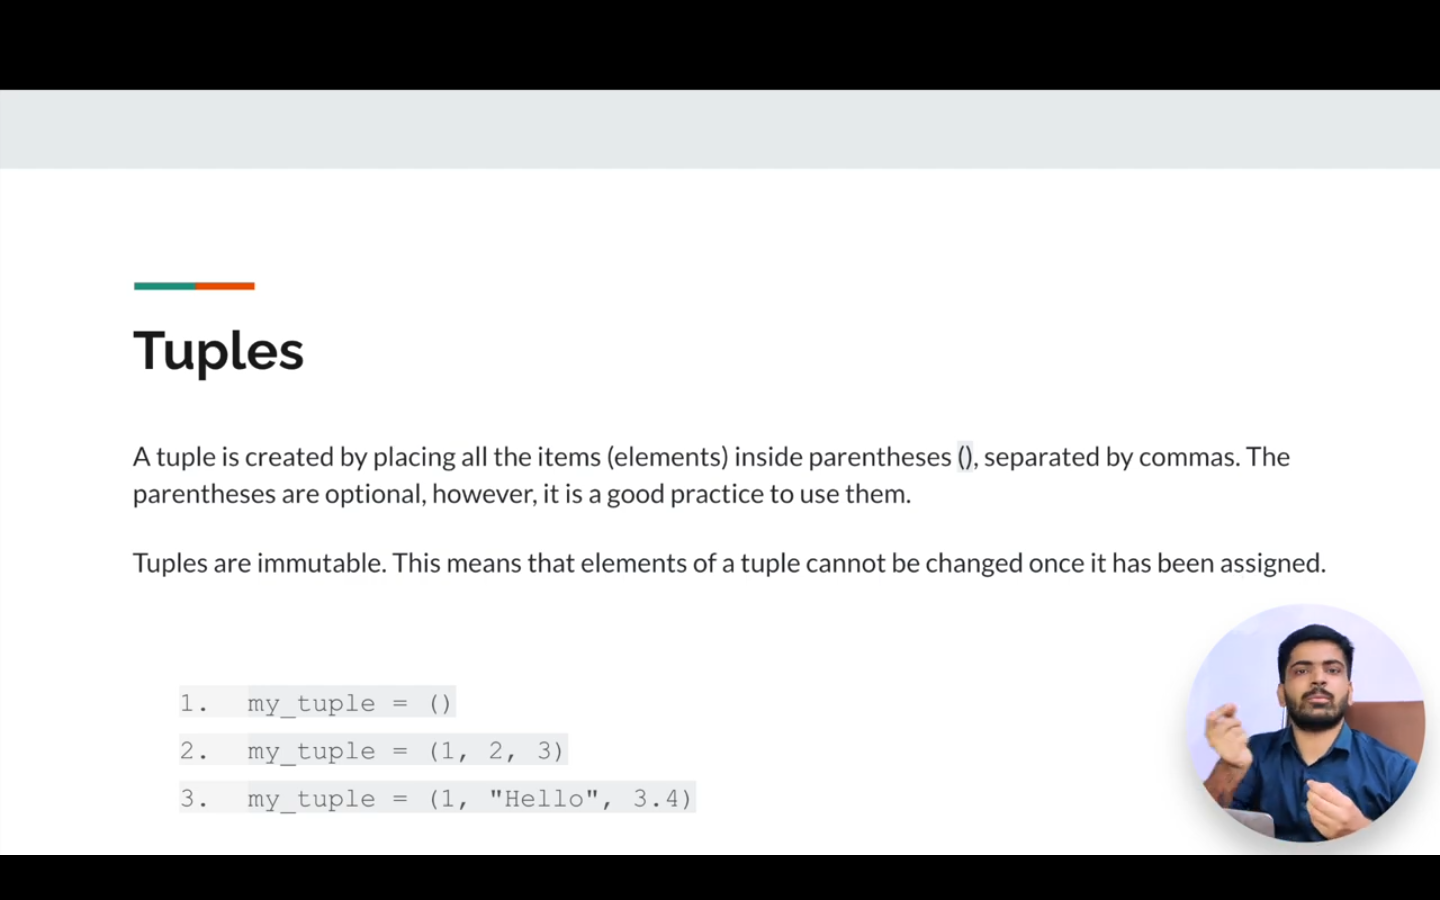 Tuples
A tuple is created by placing all the items (elements) inside parentheses (), separated by commas. The
parentheses are optional, however, it is a good practice to use them.
Tuples are immutable. This means that elements of a tuple cannot be changed once it has been assigned.
1. my_tuple = ()
2. my_tuple = (1, 2, 3)
3. my_tuple = (1, "Hello", 3.4)